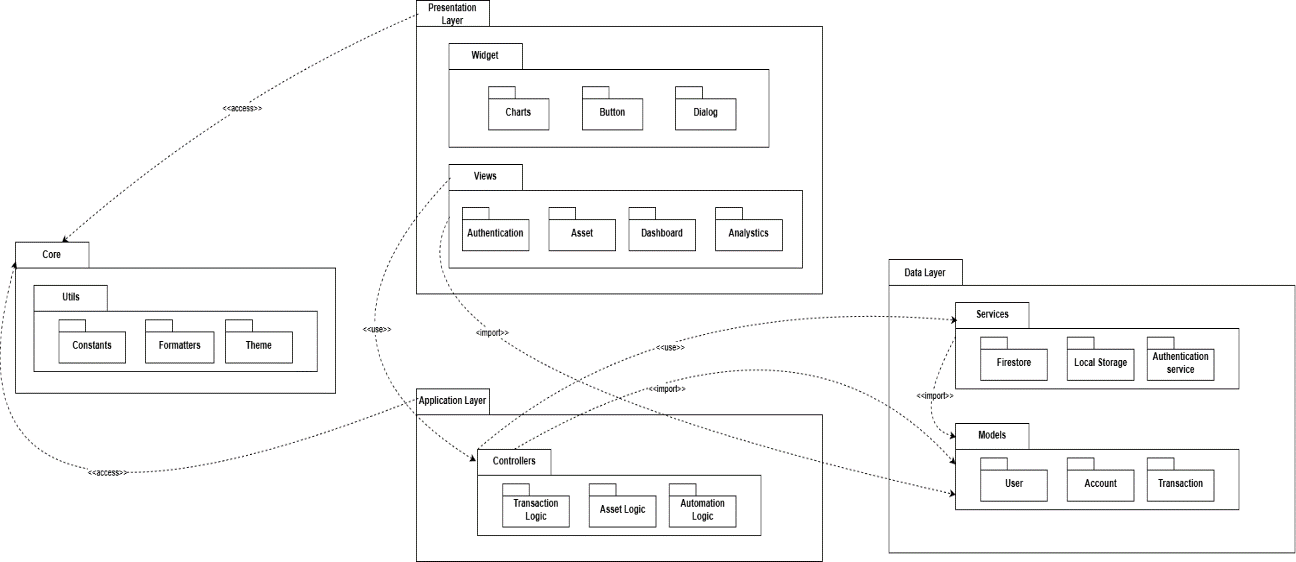 Presentation
Layer
Widget
Charts
Button
Dialog
<<access>>
Views
Authentication
Asset
Dashboard
Analystics
Core
Utils
Constants
Formatters
Theme
Data Layer
Services
Firestore
Local Storage
Authentication
service
<<use>>
<import>>
<<use>>
<<import>>
<<import>>
Application Layer
Models
User
Account
Transaction
Controllers
Transaction
Logic
Asset Logic
Automation
Logic
<<access>>